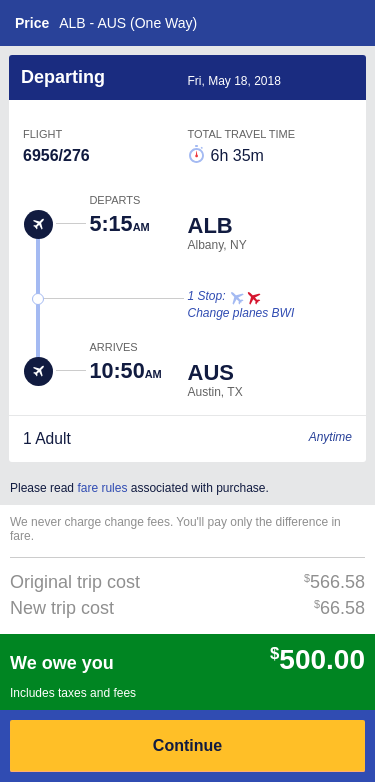 Price ALB - AUS (One Way)
Departing Fri, May 18, 2018
FLIGHT TOTAL TRAVEL TIME
6956/276 6h 35m
DEPARTS
5:15AM ALB
Albany, NY
1 Stop:
Change planes BWI
ARRIVES
10:50AM AUS
Austin, TX
1 Adult Anytime
Please read fare rules associated with purchase.
We never charge change fees. You'll pay only the difference in
fare.
Original trip cost $566.58
New trip cost $66.58
We owe you $500.00
Includes taxes and fees
Continue